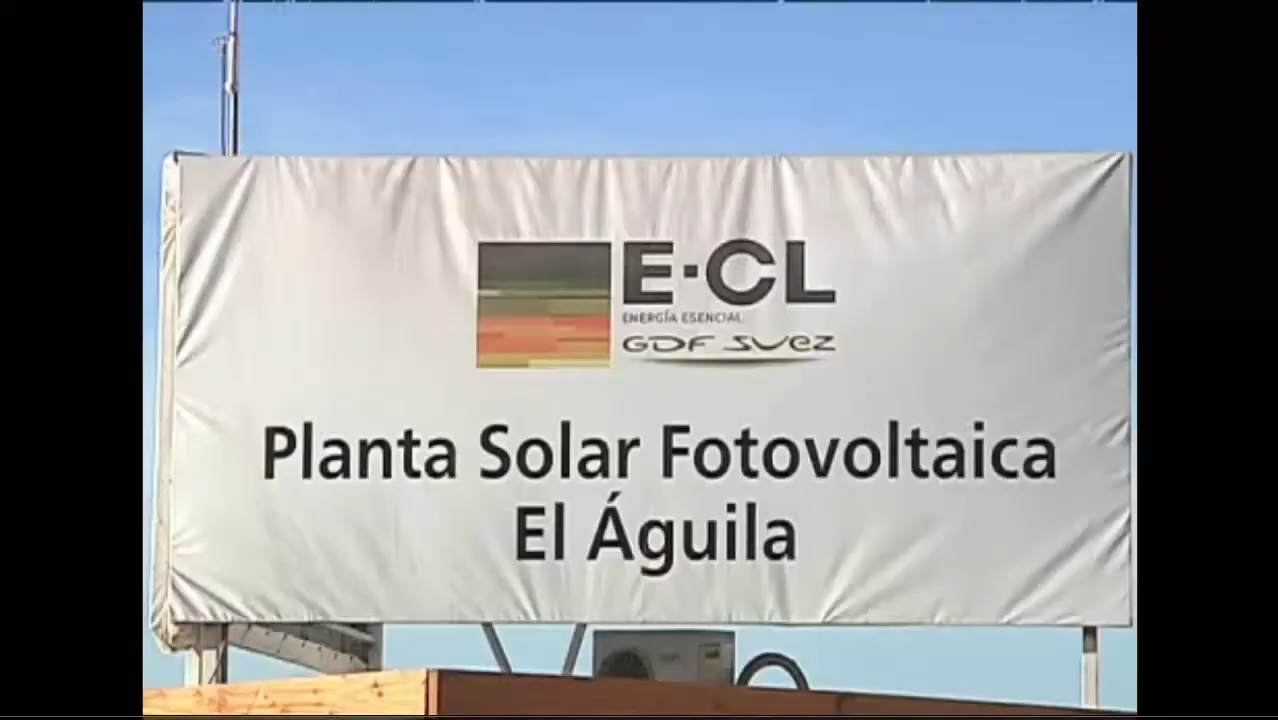 E·CL
ENERGÍA ESENCIAL
GDF SUEZ
Planta Solar Fotovoltaica
El Águila